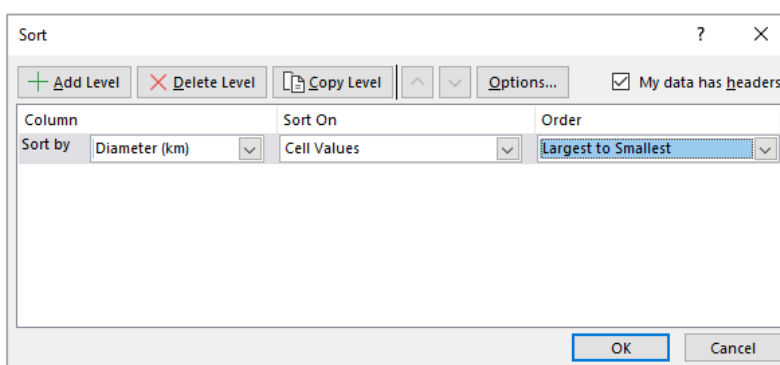 Sort ? X
Add Level Delete Level Copy Level Options... My data has headers
Column Sort On Order
Sort by Diameter (km) Cell Values Largest to Smallest
OK Cancel